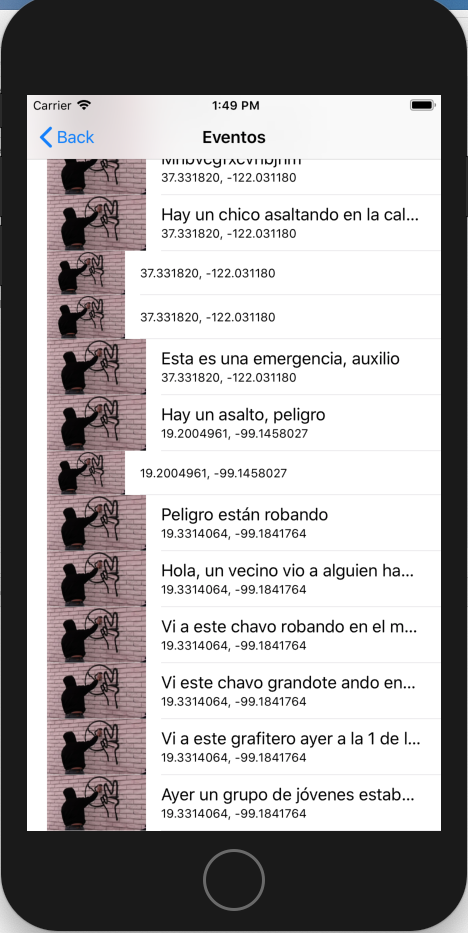 Carrier
1:49 PM
Back
Eventos
37.331820, -122.031180
Hay un chico asaltando en la cal...
37.331820, -122.031180
37.331820, -122.031180
37.331820, -122.031180
Esta es una emergencia, auxilio
37.331820, -122.031180
Hay un asalto, peligro
19.2004961, -99.1458027
19.2004961, -99.1458027
Peligro están robando
19.3314064, -99.1841764
Hola, un vecino vio a alguien ha...
19.3314064, -99.1841764
Vi a este chavo robando en el m...
19.3314064, -99.1841764
Vi este chavo grandote ando en...
19.3314064, -99.1841764
Vi a este grafitero ayer a la 1 de l...
19.3314064, -99.1841764
Ayer un grupo de jóvenes estab...
19.3314064, -99.1841764